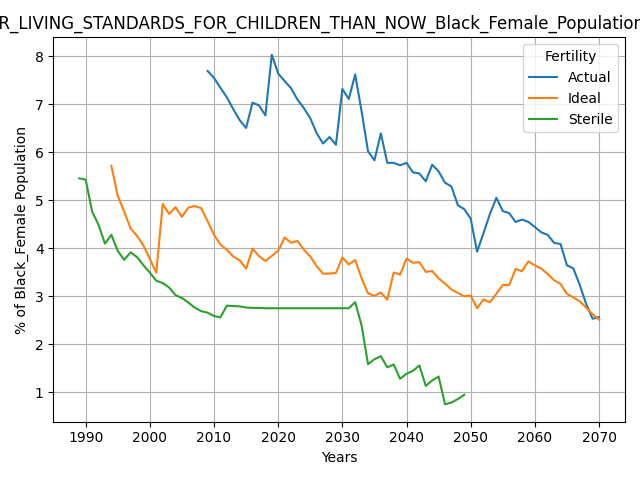 R_LIVING_STANDARDS_FOR_CHILDREN_THAN_NOW_Black_Female_Population
Fertility
Actual
Ideal
Sterile
% of Black_Female Population
8
7
6
5
4
3
2
1
1990 2000 2010 2020 2030 2040 2050 2060 2070
Years